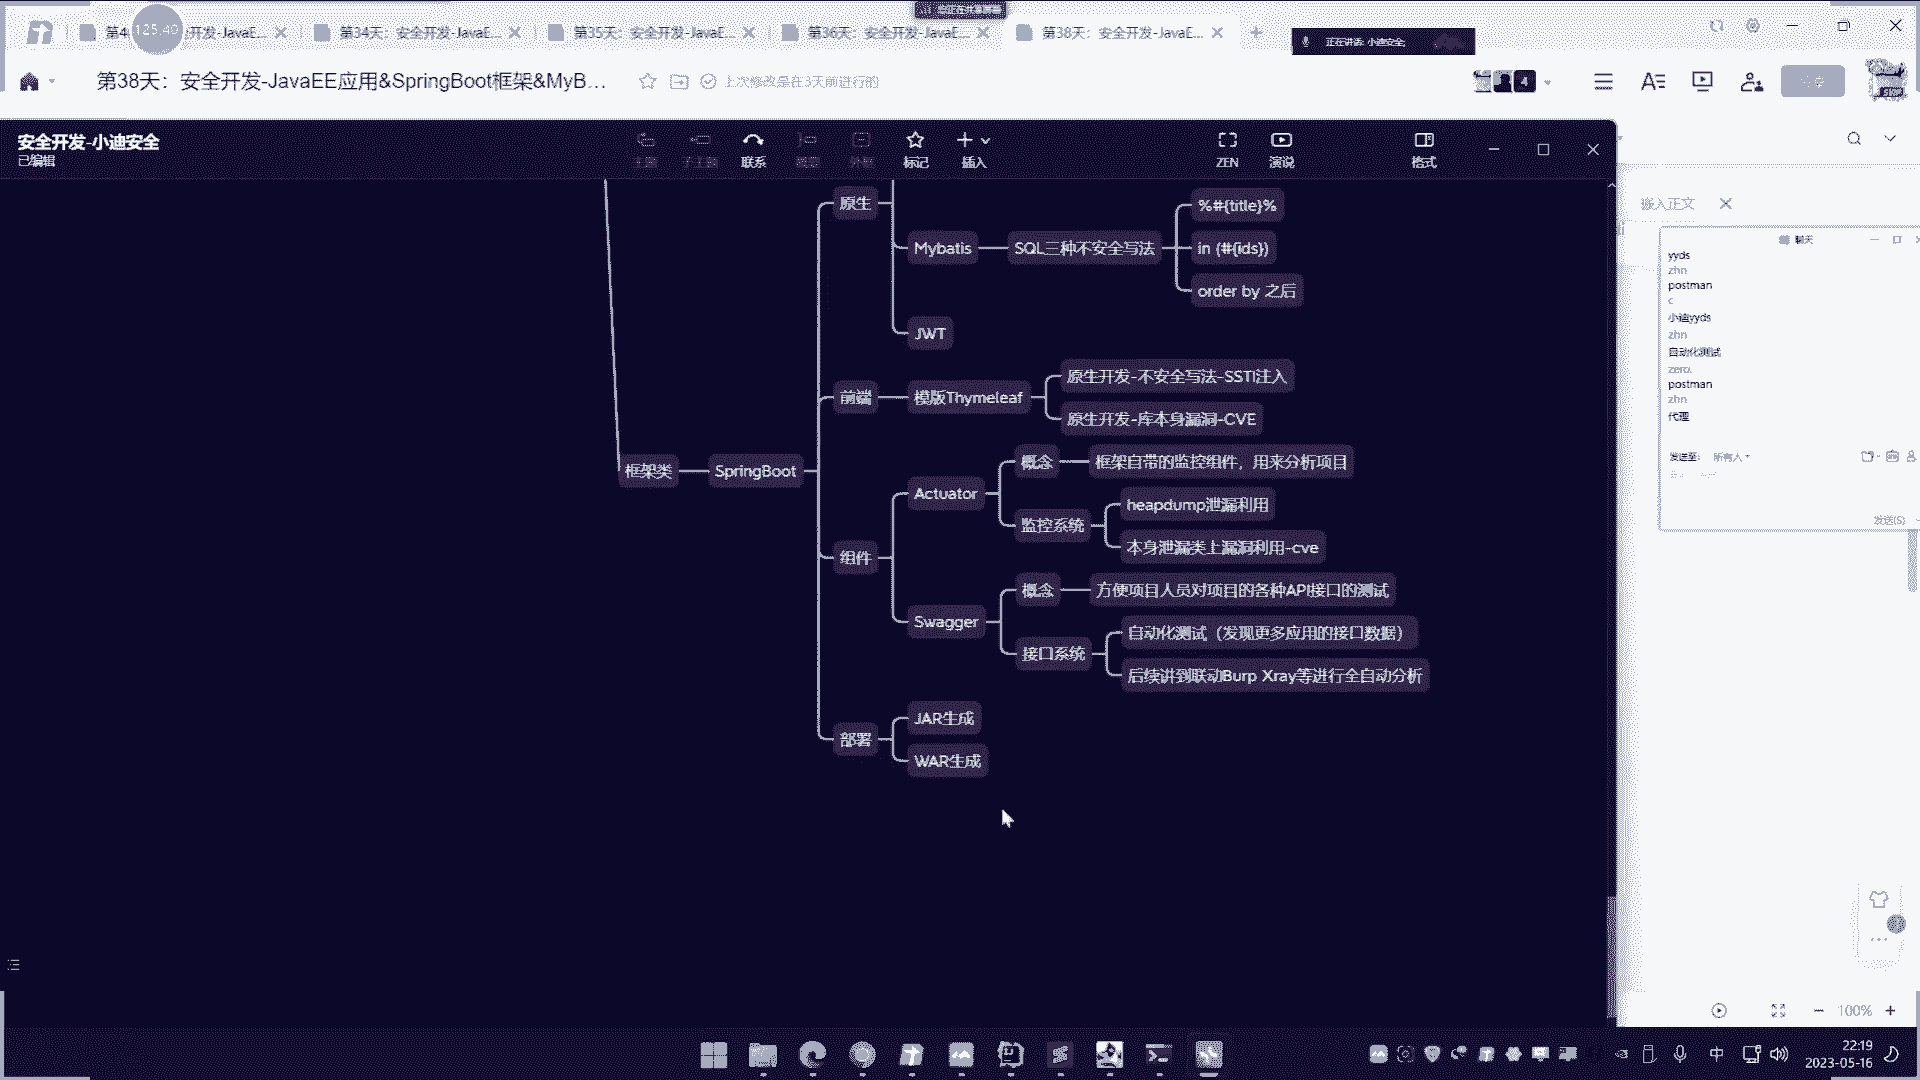 125:40
第34天：安全开发-JavaE...
第35天：安全开发-JavaE...
第36天：安全开发-JavaE...
第38天：安全开发-JavaE...
正在讲话: 小迪安全
第38天：安全开发-JavaEE应用&SpringBoot框架&MyB...
上次修改是在3天前进行的
4
安全开发-小迪安全
已编辑
主题
子主题
联系
概要
外框
标记
插入
ZEN
演说
格式
嵌入正文
聊天
yyds
zhn
postman
c
小迪yyds
zhn
自动化测试
zero.
postman
zhn
代理
发送至:
所有人
发送(S)
原生
Mybatis
SQL三种不安全写法
%#{title}%
in (#{ids})
order by 之后
JWT
前端
模版Thymeleaf
原生开发-不安全写法-SSTI注入
原生开发-库本身漏洞-CVE
框架类
SpringBoot
组件
Actuator
概念
框架自带的监控组件，用来分析项目
监控系统
heapdump泄漏利用
本身泄漏类上漏洞利用-cve
Swagger
概念
方便项目人员对项目的各种API接口的测试
接口系统
自动化测试（发现更多应用的接口数据）
后续讲到联动Burp Xray等进行全自动分析
部署
JAR生成
WAR生成
100%
中
22:19
2023-05-16